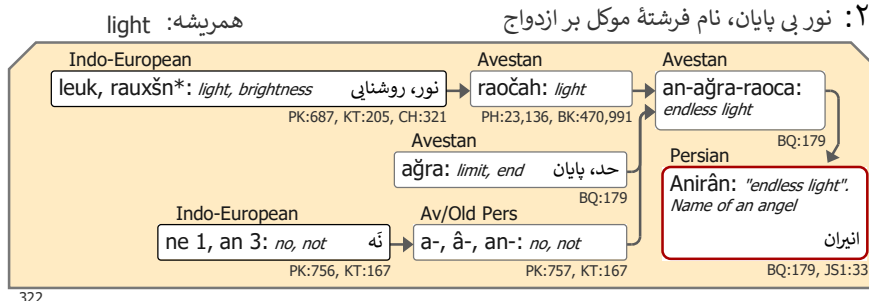 ۲: نور بی پایان، نام فرشتهٔ موکل بر ازدواج
همریشه: light
Indo-European
leuk, rauxšn*: light, brightness نور، روشنایی
PK:687, KT:205, CH:321
Avestan
raočah: light
PH:23,136, BK:470,991
Avestan
an-ağra-raoca:
endless light
BQ:179
Avestan
ağra: limit, end حد، پایان
BQ:179
Indo-European
ne 1, an 3: no, not نَه
PK:756, KT:167
Av/Old Pers
a-, â-, an-: no, not
PK:757, KT:167
Persian
Anirân: "endless light".
Name of an angel
انیران
BQ:179, JS1:33
322